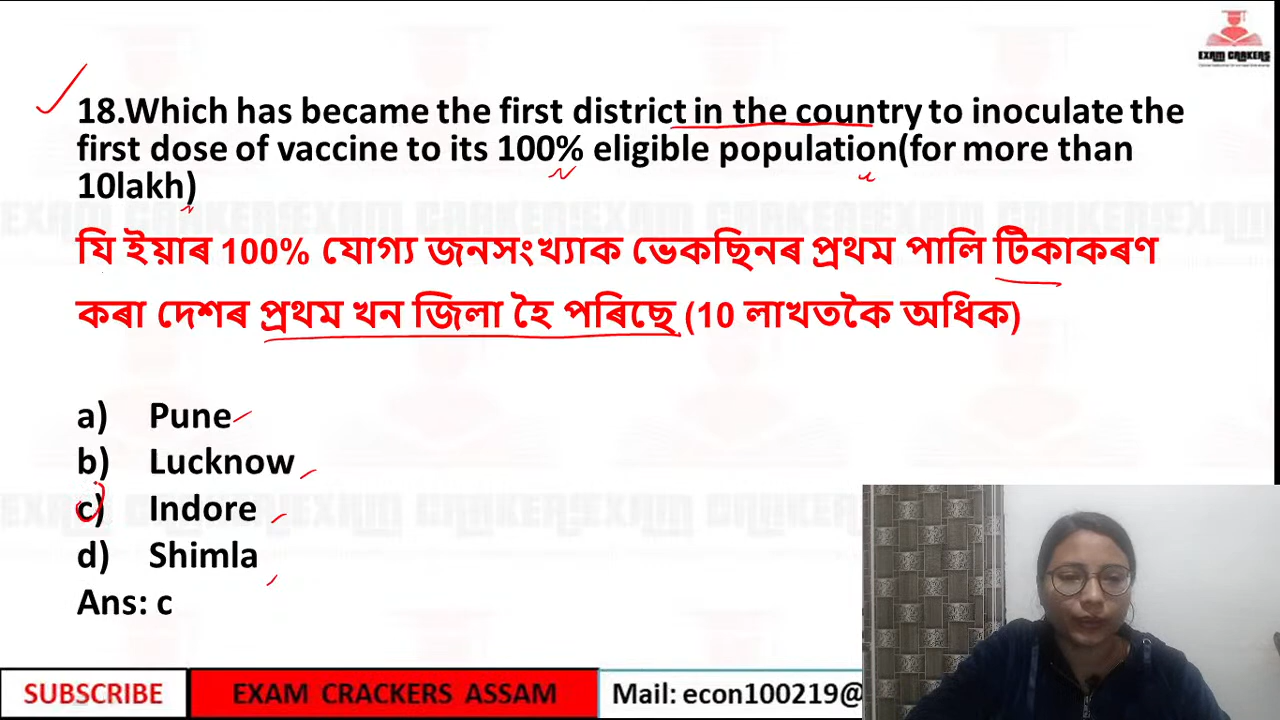 EXAM CRAKERS
18.Which has became the first district in the country to inoculate the
first dose of vaccine to its 100% eligible population(for more than
10lakh)
যি ইয়াৰ 100% যোগ্য জনসংখ্যাক ভেকছিনৰ প্ৰথম পালি টিকাকৰণ
কৰা দেশৰ প্ৰথম খন জিলা হৈ পৰিছে (10 লাখতকৈ অধিক)
a) Pune
b) Lucknow
c) Indore
d) Shimla
Ans: c
SUBSCRIBE EXAM CRACKERS ASSAM Mail: econ100219@